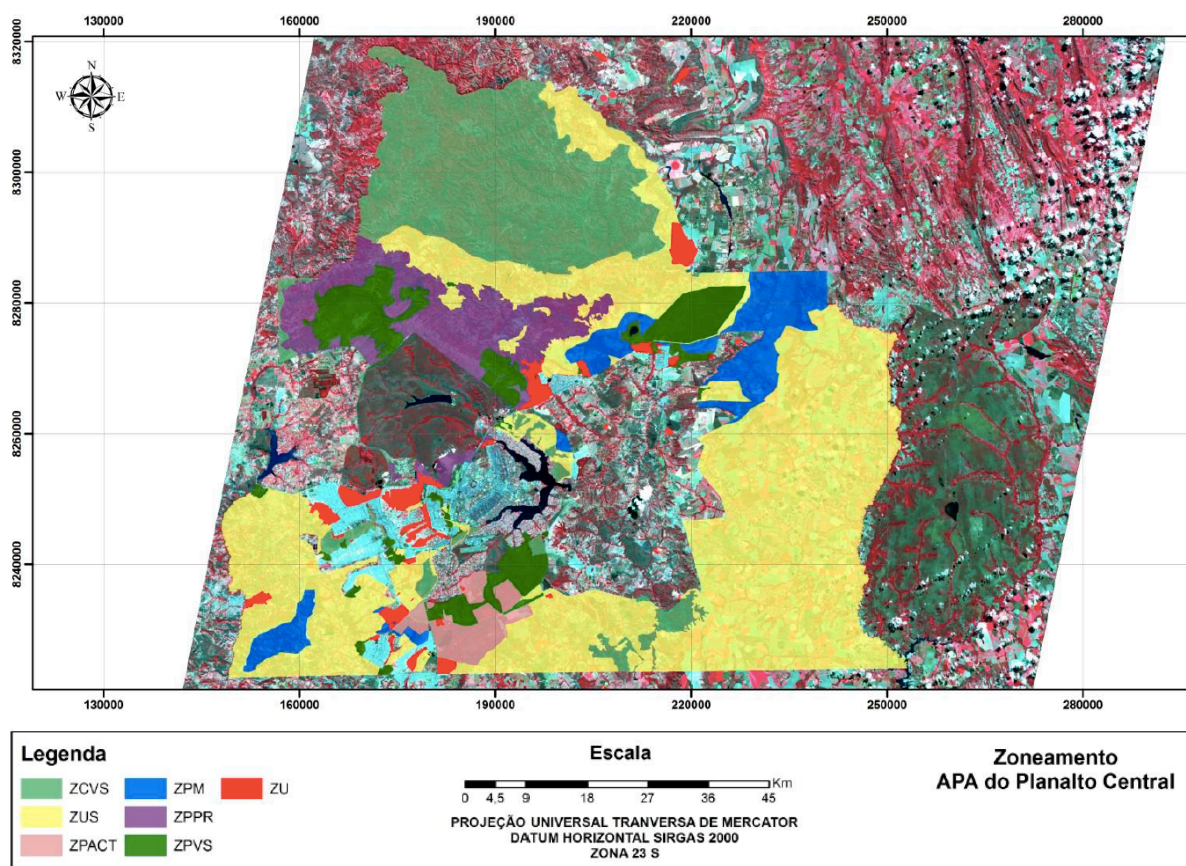 130000 160000 190000 220000 250000 280000
8320000
N
W E
S
8300000
8280000
8260000
8240000
130000 160000 190000 220000 250000 280000
Legenda
ZCVS ZPM ZU
ZUS ZPPR
ZPACT ZPVS
Escala
Km
0 4,5 9 18 27 36 45
PROJEÇÃO UNIVERSAL TRANVERSA DE MERCATOR
DATUM HORIZONTAL SIRGAS 2000
ZONA 23 S
Zoneamento
APA do Planalto Central